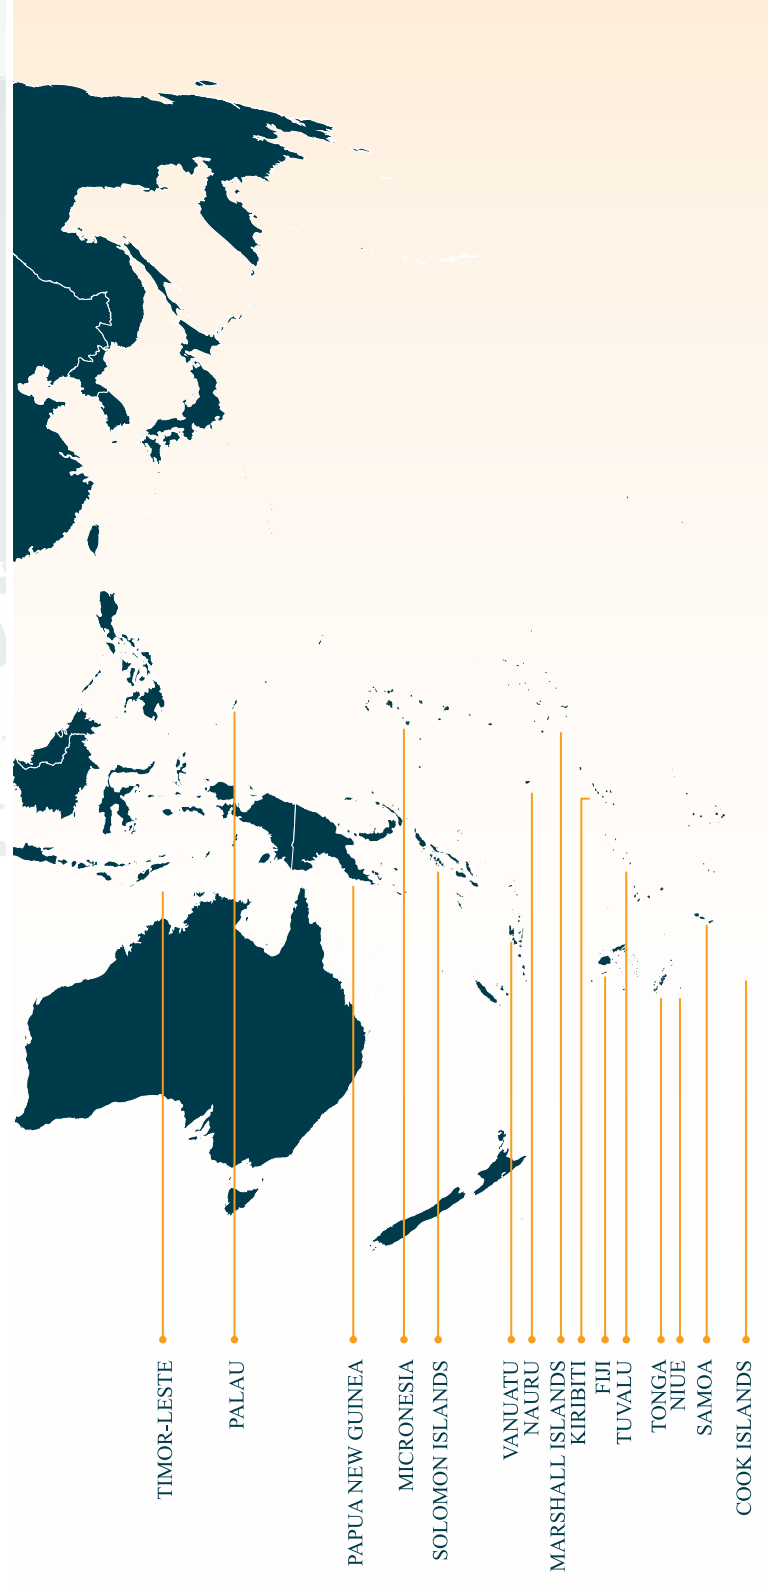 TIMOR-LESTE
PALAU
PAPUA NEW GUINEA
MICRONESIA
SOLOMON ISLANDS
VANUATU
NAURU
MARSHALL ISLANDS
KIRIBITI
FIJI
TUVALU
TONGA
NIUE
SAMOA
COOK ISLANDS